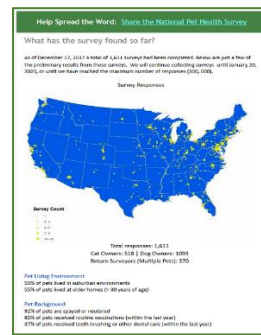 Help Spread the Word: Share the National Pet Health Survey
What has the survey found so far?
As of December 17, 2017 a total of 1,611 surveys had been completed. Below are just a few of
the preliminary results from these surveys. We will continue collecting surveys until January 20,
2020, or until we have reached the maximum number of responses (300, 000).
Survey Responses
Survey Count
Total responses: 1,611
Cat Owners: 518 | Dog Owners: 1093
Return Surveyors (Multiple Pets): 370
Pet Living Environment
53% of pets lived in suburban environments
55% of pets lived at older homes (> 30 years of age)
Pet Background
92% of pets are spayed or neutered
82% of pets received routine vaccinations (within the last year)
67% of pets received tooth brushing or other dental care (within the last year)